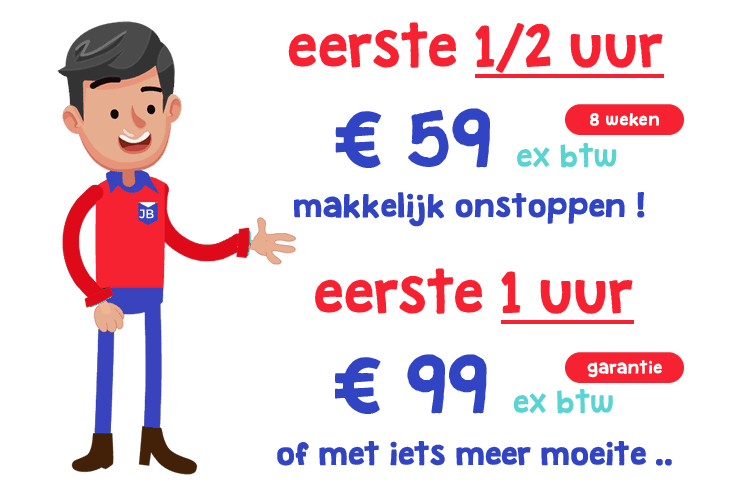 eerste 1/2 uur
€ 59
8 weken
ex btw
makkelijk onstoppen !
JB
eerste 1 uur
€ 99
garantie
ex btw
of met iets meer moeite ..